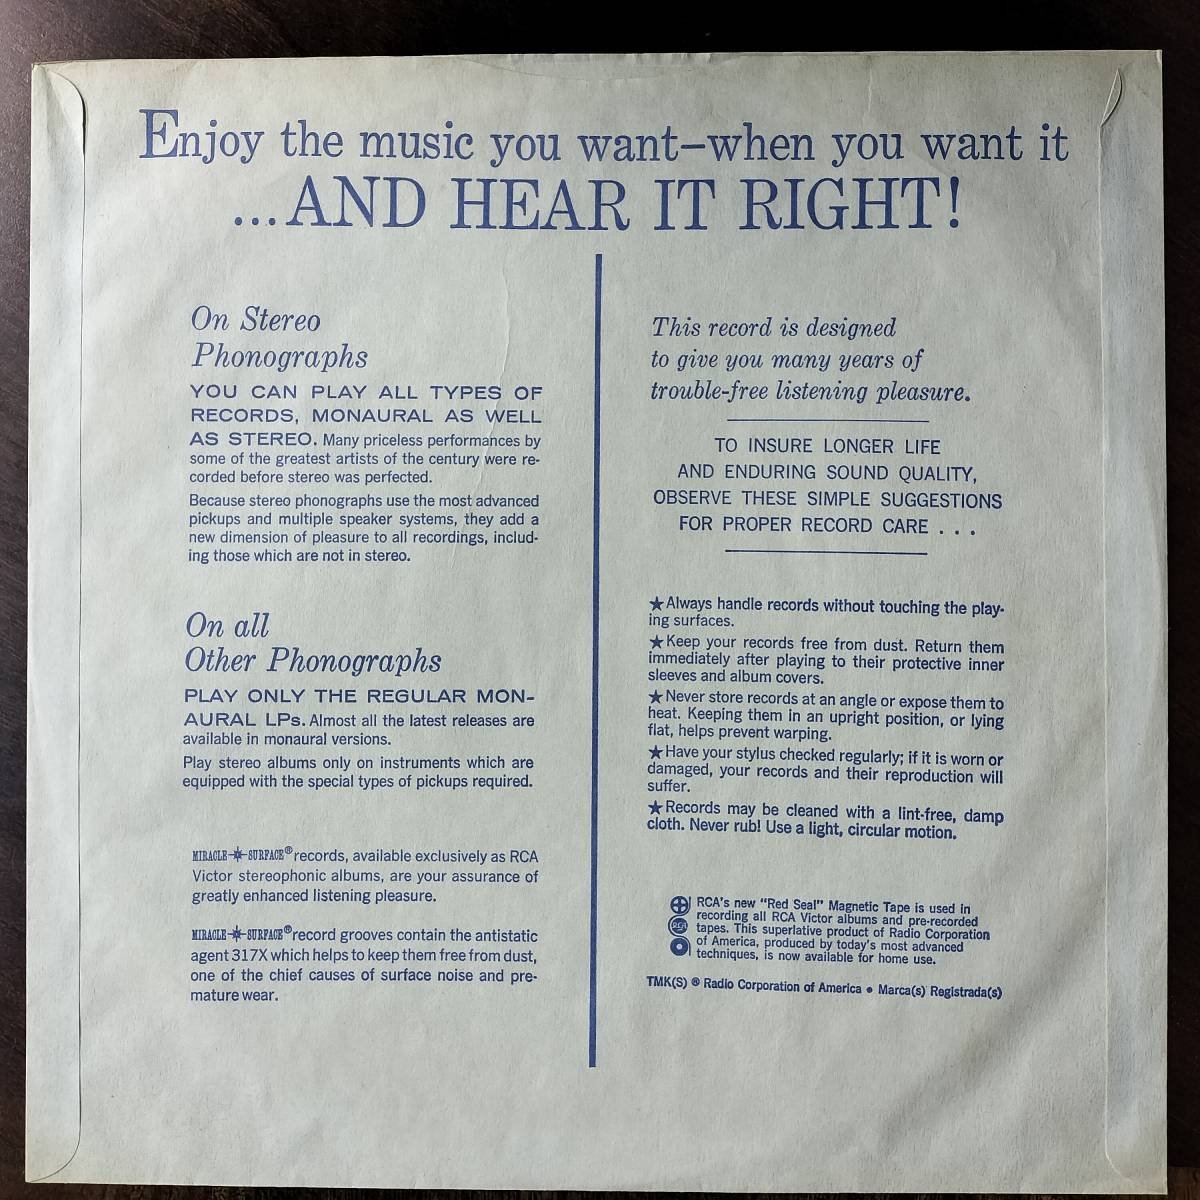 Enjoy the music you want–when you want it
...AND HEAR IT RIGHT!
On Stereo
Phonographs
YOU CAN PLAY ALL TYPES OF
RECORDS, MONAURAL AS WELL
AS STEREO. Many priceless performances by
some of the greatest artists of the century were re-
corded before stereo was perfected.
Because stereo phonographs use the most advanced
pickups and multiple speaker systems, they add a
new dimension of pleasure to all recordings, includ-
ing those which are not in stereo.
On all
Other Phonographs
PLAY ONLY THE REGULAR MON-
AURAL LPs. Almost all the latest releases are
available in monaural versions.
Play stereo albums only on instruments which are
equipped with the special types of pickups required.
MIRACLE SURFACE® records, available exclusively as RCA
Victor stereophonic albums, are your assurance of
greatly enhanced listening pleasure.
MIRACLE SURFACE® record grooves contain the antistatic
agent 317X which helps to keep them free from dust,
one of the chief causes of surface noise and pre-
mature wear.
This record is designed
to give you many years of
trouble-free listening pleasure.
TO INSURE LONGER LIFE
AND ENDURING SOUND QUALITY,
OBSERVE THESE SIMPLE SUGGESTIONS
FOR PROPER RECORD CARE . . .
★Always handle records without touching the play-
ing surfaces.
★Keep your records free from dust. Return them
immediately after playing to their protective inner
sleeves and album covers.
★Never store records at an angle or expose them to
heat. Keeping them in an upright position, or lying
flat, helps prevent warping.
★Have your stylus checked regularly; if it is worn or
damaged, your records and their reproduction will
suffer.
★Records may be cleaned with a lint-free, damp
cloth. Never rub! Use a light, circular motion.
RCA's new "Red Seal" Magnetic Tape is used in
recording all RCA Victor albums and pre-recorded
tapes. This superlative product of Radio Corporation
of America, produced by today's most advanced
techniques, is now available for home use.
TMK(S) ® Radio Corporation of America • Marca(s) Registrada(s)